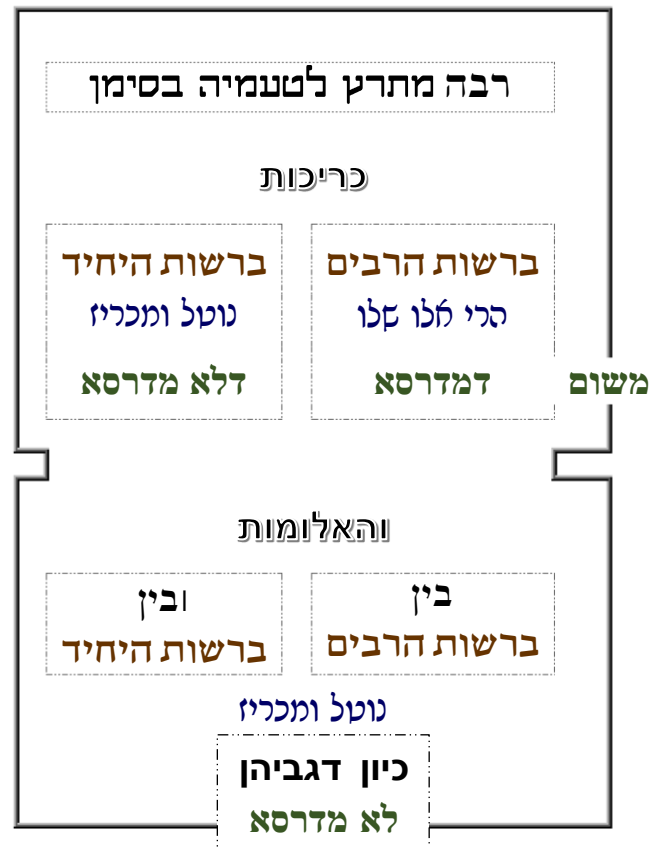 רבה מתרץ לטעמיה בסימן
כריכות
ברשות הרבים
הרי אלו שלו
משום דמדרסא
ברשות היחיד
נוטל ומכריז
דלא מדרסא
והאלומות
בין
ברשות הרבים
ובין
ברשות היחיד
נוטל ומכריז
כיון דגביהן
לא מדרסא